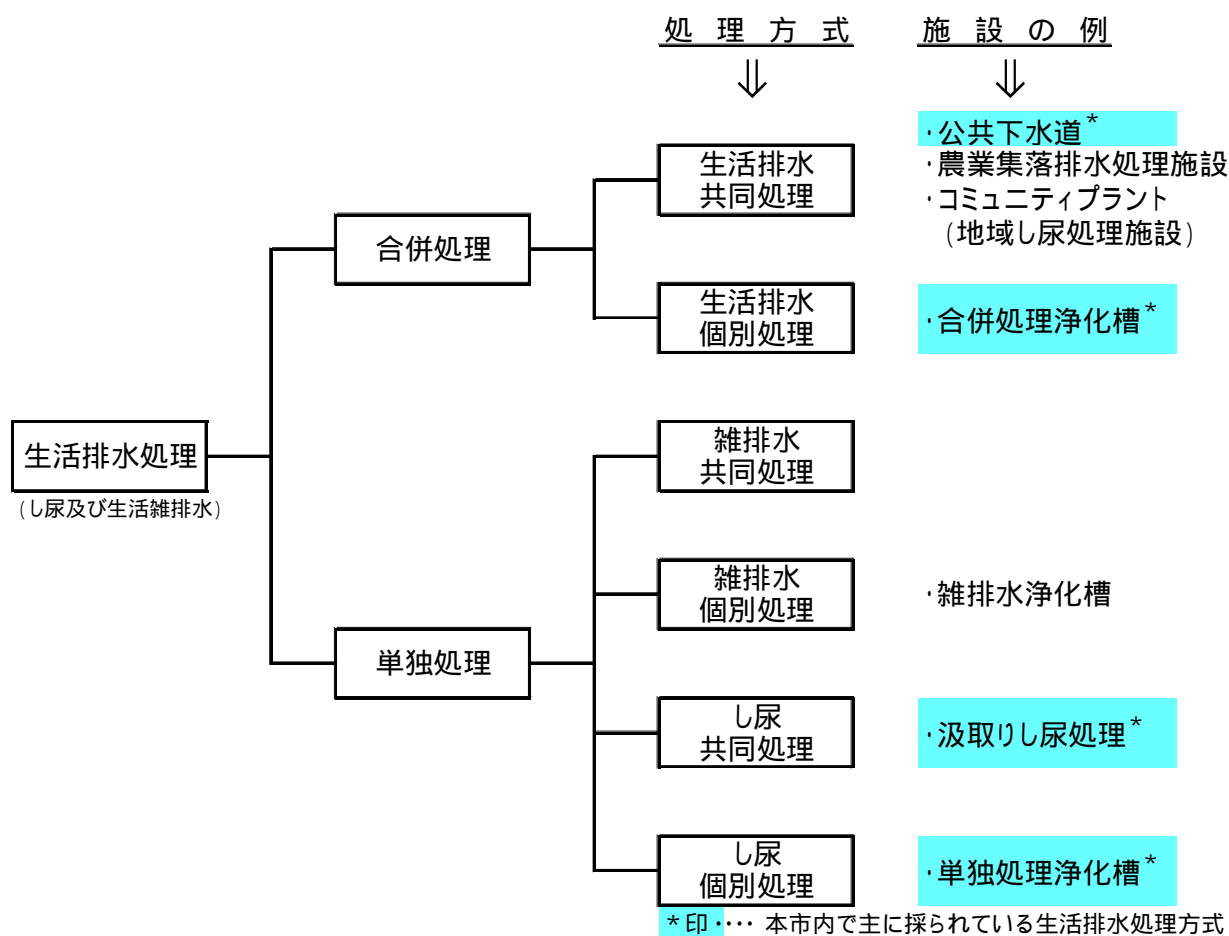 処理方式 施設の例
⇓ ⇓
・公共下水道*
生活排水
共同処理
・農業集落排水処理施設
・コミュニティプラント
(地域し尿処理施設)
合併処理
生活排水
個別処理
・合併処理浄化槽*
生活排水処理
(し尿及び生活雑排水)
雑排水
共同処理
雑排水
個別処理
・雑排水浄化槽
単独処理
し尿
共同処理
・汲取りし尿処理*
し尿
個別処理
・単独処理浄化槽*
*印・・・・ 本市内で主に採られている生活排水処理方式